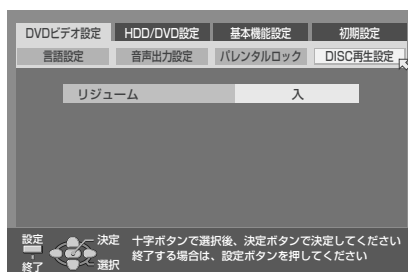 DVDビデオ設定 HDD/DVD設定 基本機能設定 初期設定
言語設定 音声出力設定 パレンタルロック DISC再生設定
リジューム 入
設定 決定 十字ボタンで選択後、決定ボタンで決定してください
終了 選択 終了する場合は、設定ボタンを押してください